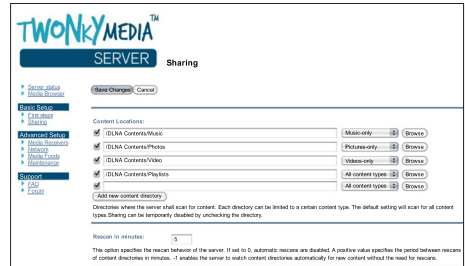 TWONKYMEDIA™
SERVER
Sharing
Server status
Media Browser
Save Changes Cancel
Basic Setup
First steps
Sharing
Content Locations:
/DLNA Contents/Music Music-only Browse
Advanced Setup
Media Receivers
Network
Media Feeds
Maintenance
/DLNA Contents/Photos Pictures-only Browse
/DLNA Contents/Video Videos-only Browse
/DLNA Contents/Playlists All content types Browse
Support
FAQ
Forum
All content types Browse
Add new content directory
Directories where the server shall scan for content. Each directory can be limited to a certain content type. The default setting will scan for all content
types.Sharing can be temporarily disabled by unchecking the directory.
Rescan in minutes: 5
This option specifies the rescan behavior of the server. If set to 0, automatic rescans are disabled. A positive value specifies the period between rescans
of content directories in minutes. -1 enables the server to watch content directories automatically for new content without the need for rescans.